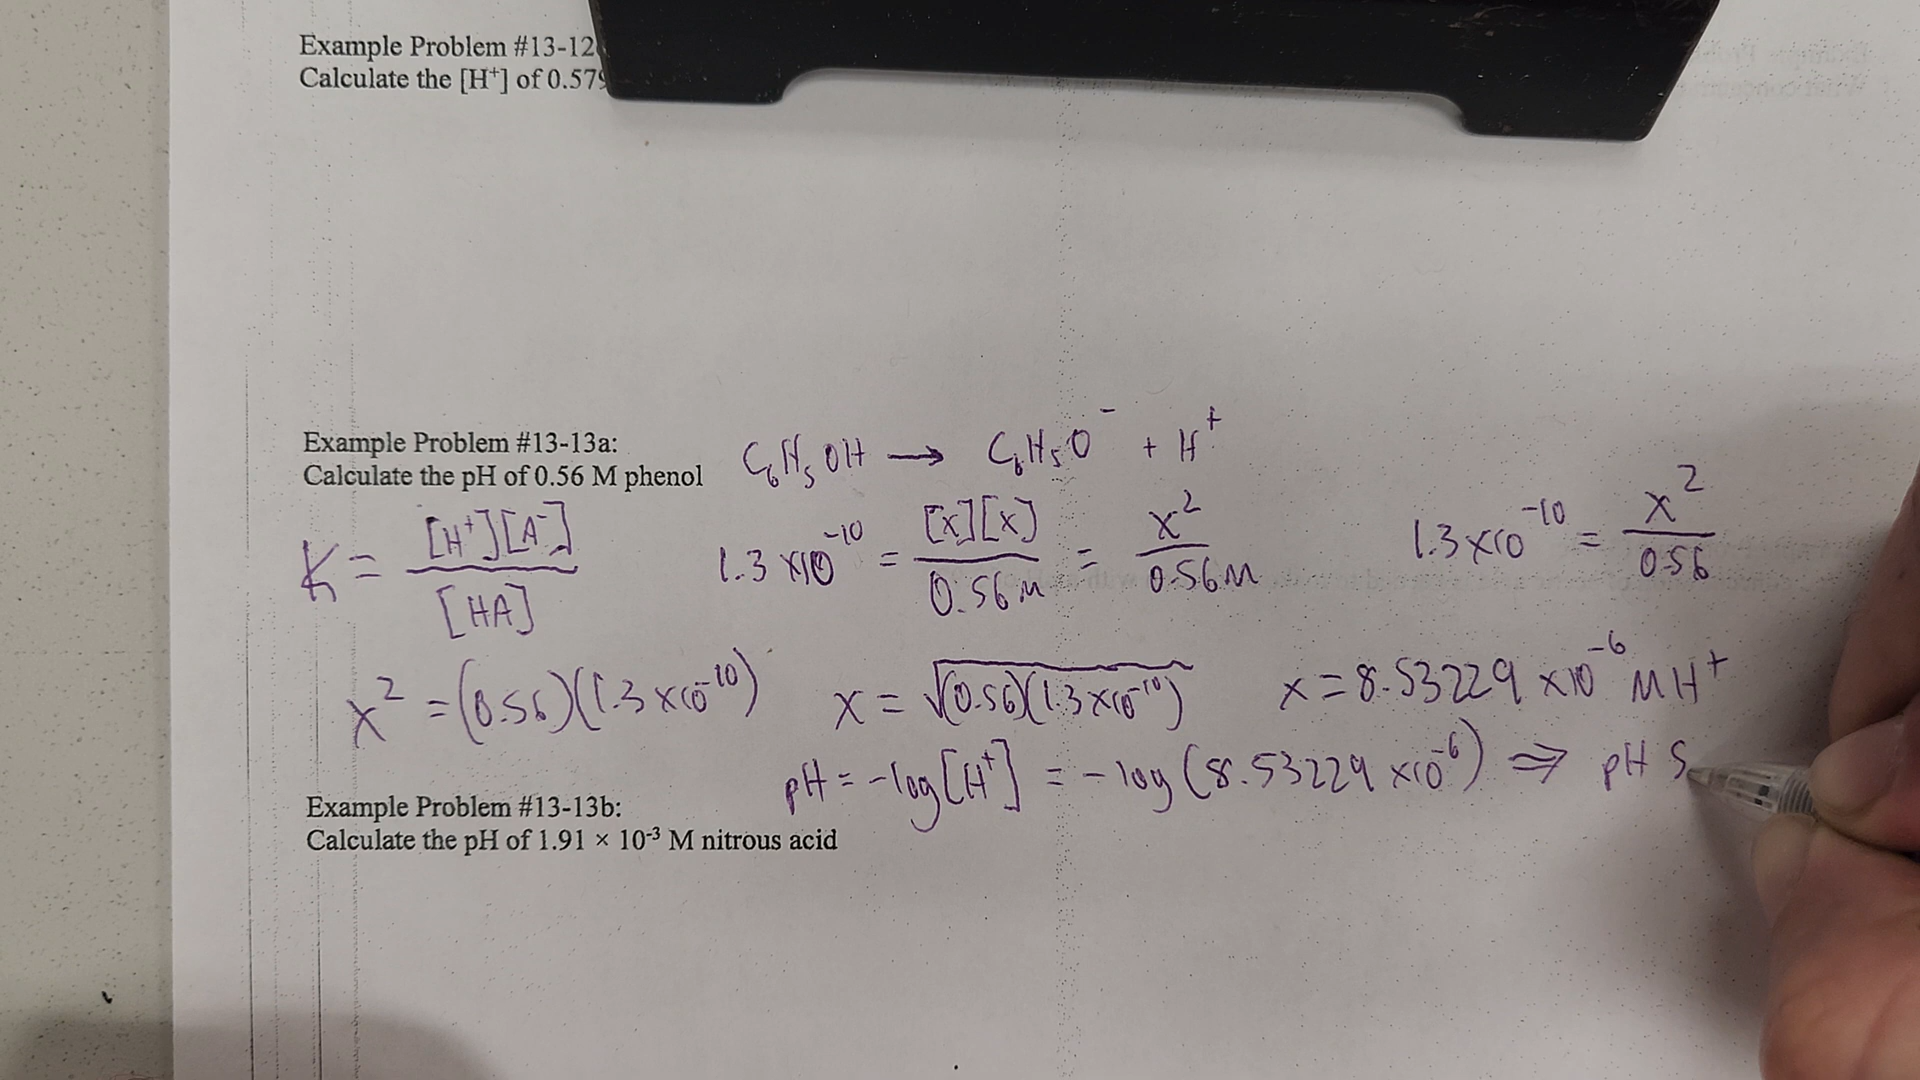 Example Problem #13-12
Calculate the [H⁺] of 0.579
Example Problem #13-13a:
Calculate the pH of 0.56 M phenol
C₆H₅OH → C₆H₅O⁻ + H⁺
K = [H⁺][A⁻] / [HA]
1.3 x10⁻¹⁰ = [x][x] / 0.56 M = x² / 0.56 M
1.3 x10⁻¹⁰ = x² / 0.56
x² = (0.56)(1.3 x10⁻¹⁰)
x = √(0.56)(1.3 x10⁻¹⁰)
x = 8.53229 x10⁻⁶ M H⁺
pH = -log[H⁺] = -log(8.53229 x10⁻⁶) ⇒ pH 5
Example Problem #13-13b:
Calculate the pH of 1.91 × 10⁻³ M nitrous acid